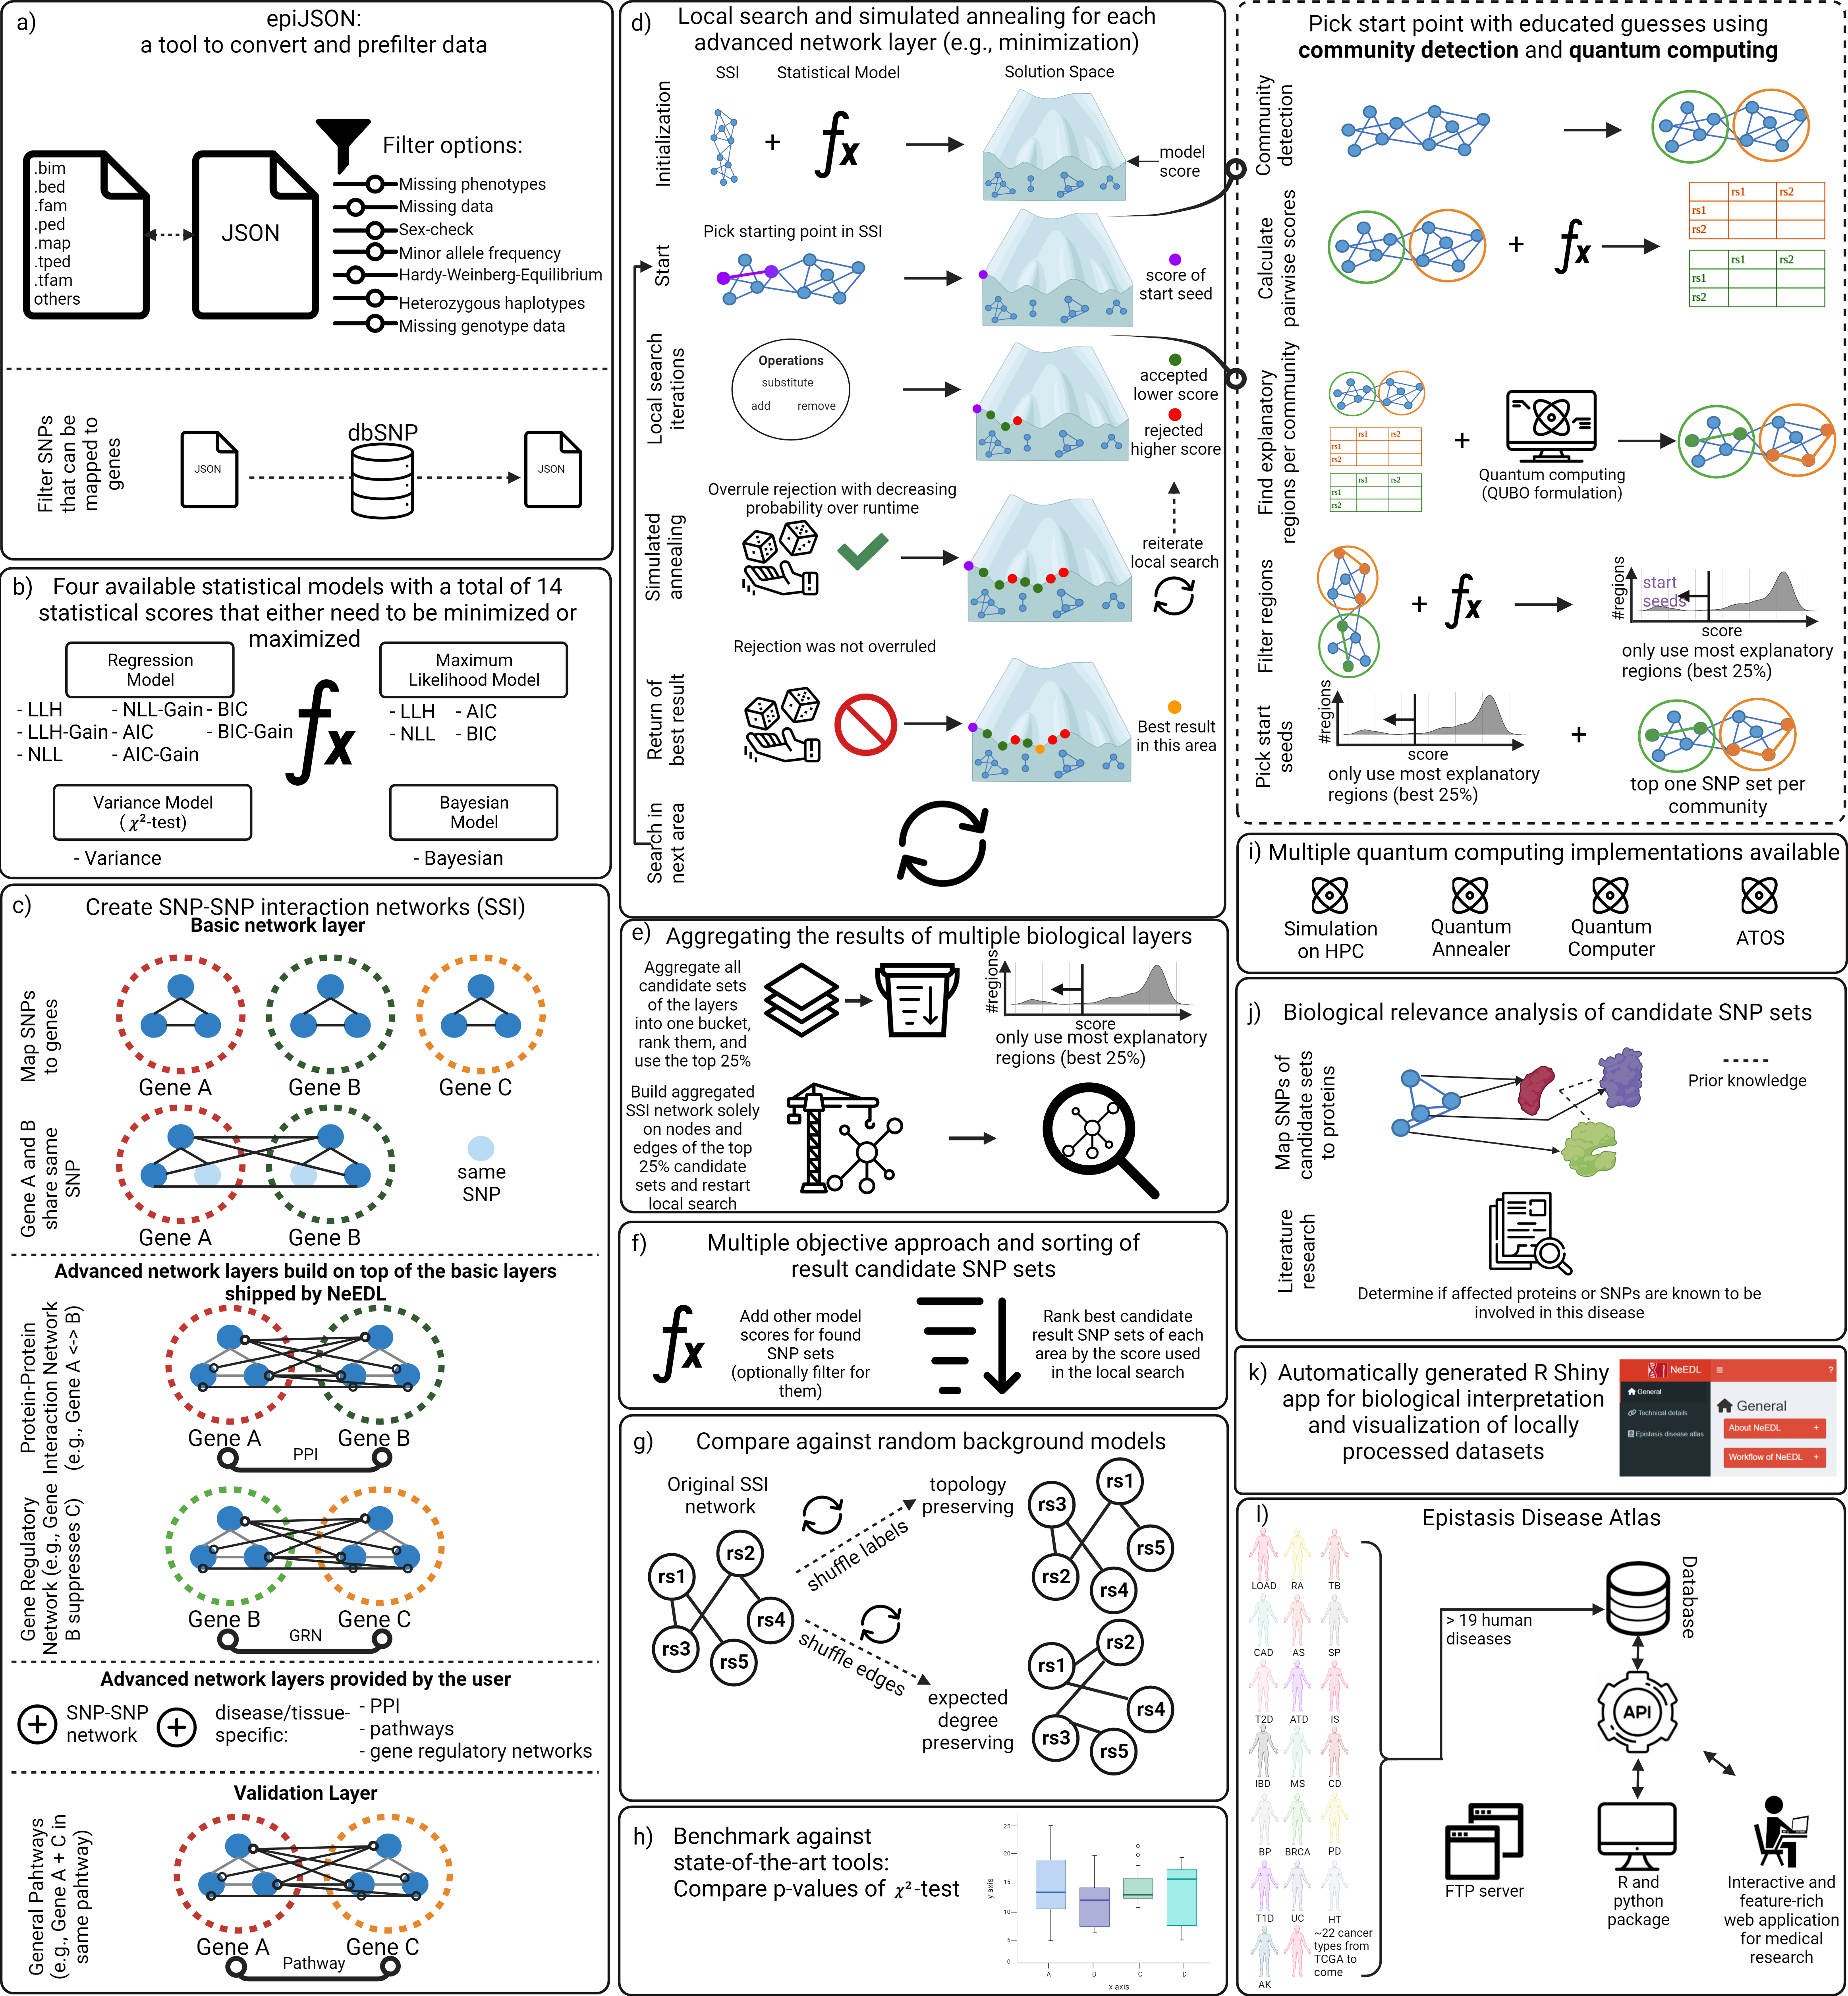 a)
epiJSON:
a tool to convert and prefilter data
.bim
.bed
.fam
.ped
.map
.tped
.tfam
others
JSON
Filter options:
Missing phenotypes
Missing data
Sex-check
Minor allele frequency
Hardy-Weinberg-Equilibrium
Heterozygous haplotypes
Missing genotype data
Filter SNPs
that can be
mapped to
genes
JSON
dbSNP
JSON
b) Four available statistical models with a total of 14
statistical scores that either need to be minimized or
maximized
Regression
Model
- LLH
- LLH-Gain
- NLL
- NLL-Gain
- AIC
- AIC-Gain
- BIC
- BIC-Gain
fx
Maximum
Likelihood Model
- LLH
- NLL
- AIC
- BIC
Variance Model
( χ²-test)
- Variance
Bayesian
Model
- Bayesian
c) Create SNP-SNP interaction networks (SSI)
Basic network layer
Map SNPs
to genes
Gene A
Gene B
Gene C
Gene A and B
share same
SNP
Gene A
Gene B
same
SNP
Advanced network layers build on top of the basic layers
shipped by NeEDL
Protein-Protein
Interaction Network
(e.g., Gene A <-> B)
Gene A
Gene B
PPI
Gene Regulatory
Network (e.g., Gene
B suppresses C)
Gene B
Gene C
GRN
Advanced network layers provided by the user
SNP-SNP
network
disease/tissue-
specific:
- PPI
- pathways
- gene regulatory networks
Validation Layer
General Pahtways
(e.g., Gene A + C in
same pahtway)
Gene A
Gene C
Pathway
d) Local search and simulated annealing for each
advanced network layer (e.g., minimization)
SSI
Statistical Model
Solution Space
Initialization
+
fx
model
score
Start
Pick starting point in SSI
score of
start seed
Local search
iterations
Operations
substitute
add
remove
accepted
lower score
rejected
higher score
Simulated
annealing
Overrule rejection with decreasing
probability over runtime
reiterate
local search
Return of
best result
Rejection was not overruled
Best result
in this area
Search in
next area
Pick start point with educated guesses using
community detection and quantum computing
Community
detection
Calculate
pairwise scores
+
fx
rs1 rs2
rs1
rs2
rs1 rs2
rs1
rs2
Find explanatory
regions per community
rs1 rs2
rs1
rs2
rs1 rs2
rs1
rs2
+
Quantum computing
(QUBO formulation)
Filter regions
+
fx
#regions
start
seeds
score
only use most explanatory
regions (best 25%)
Pick start
seeds
#regions
score
only use most explanatory
regions (best 25%)
+
top one SNP set per
community
e) Aggregating the results of multiple biological layers
Aggregate all
candidate sets
of the layers
into one bucket,
rank them, and
use the top 25%
#regions
score
only use most explanatory
regions (best 25%)
Build aggregated
SSI network solely
on nodes and
edges of the top
25% candidate
sets and restart
local search
f) Multiple objective approach and sorting of
result candidate SNP sets
fx
Add other model
scores for found
SNP sets
(optionally filter for
them)
Rank best candidate
result SNP sets of each
area by the score used
in the local search
g) Compare against random background models
Original SSI
network
rs1
rs2
rs3
rs4
rs5
shuffle labels
topology
preserving
rs3
rs1
rs5
rs2
rs4
shuffle edges
expected
degree
preserving
rs2
rs1
rs4
rs3
rs5
h) Benchmark against
state-of-the-art tools:
Compare p-values of χ²-test
y axis
25
20
15
10
5
0
A
B
C
D
x axis
i) Multiple quantum computing implementations available
Simulation
on HPC
Quantum
Annealer
Quantum
Computer
ATOS
j) Biological relevance analysis of candidate SNP sets
Map SNPs of
candidate sets
to proteins
Prior knowledge
Literature
research
Determine if affected proteins or SNPs are known to be
involved in this disease
k) Automatically generated R Shiny
app for biological interpretation
and visualization of locally
processed datasets
NeEDL
?
General
Technical details
Epistasis disease atlas
General
About NeEDL +
Workflow of NeEDL +
l)
Epistasis Disease Atlas
LOAD RA TB
CAD AS SP
T2D ATD IS
IBD MS CD
BP BRCA PD
T1D UC HT
AK
~22 cancer
types from
TCGA to
come
> 19 human
diseases
Database
API
FTP server
R and
python
package
Interactive and
feature-rich
web application
for medical
research